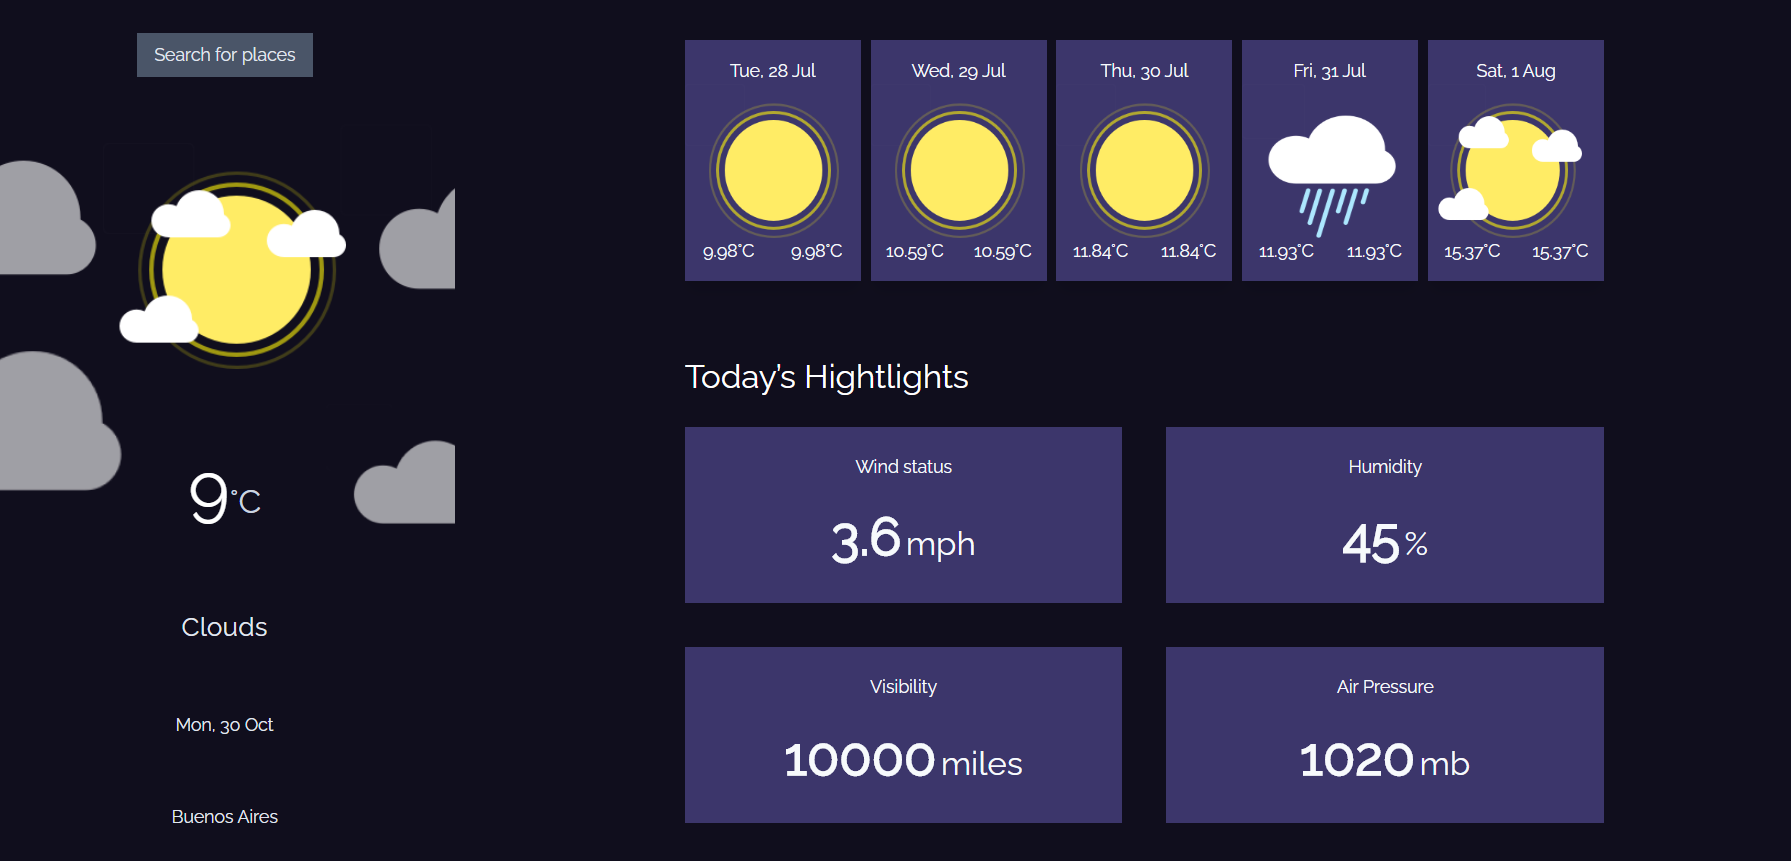 Search for places
9°C
Clouds
Mon, 30 Oct
Buenos Aires
Tue, 28 Jul
9.98°C 9.98°C
Wed, 29 Jul
10.59°C 10.59°C
Thu, 30 Jul
11.84°C 11.84°C
Fri, 31 Jul
11.93°C 11.93°C
Sat, 1 Aug
15.37°C 15.37°C
Today's Hightlights
Wind status
3.6 mph
Humidity
45 %
Visibility
10000 miles
Air Pressure
1020 mb